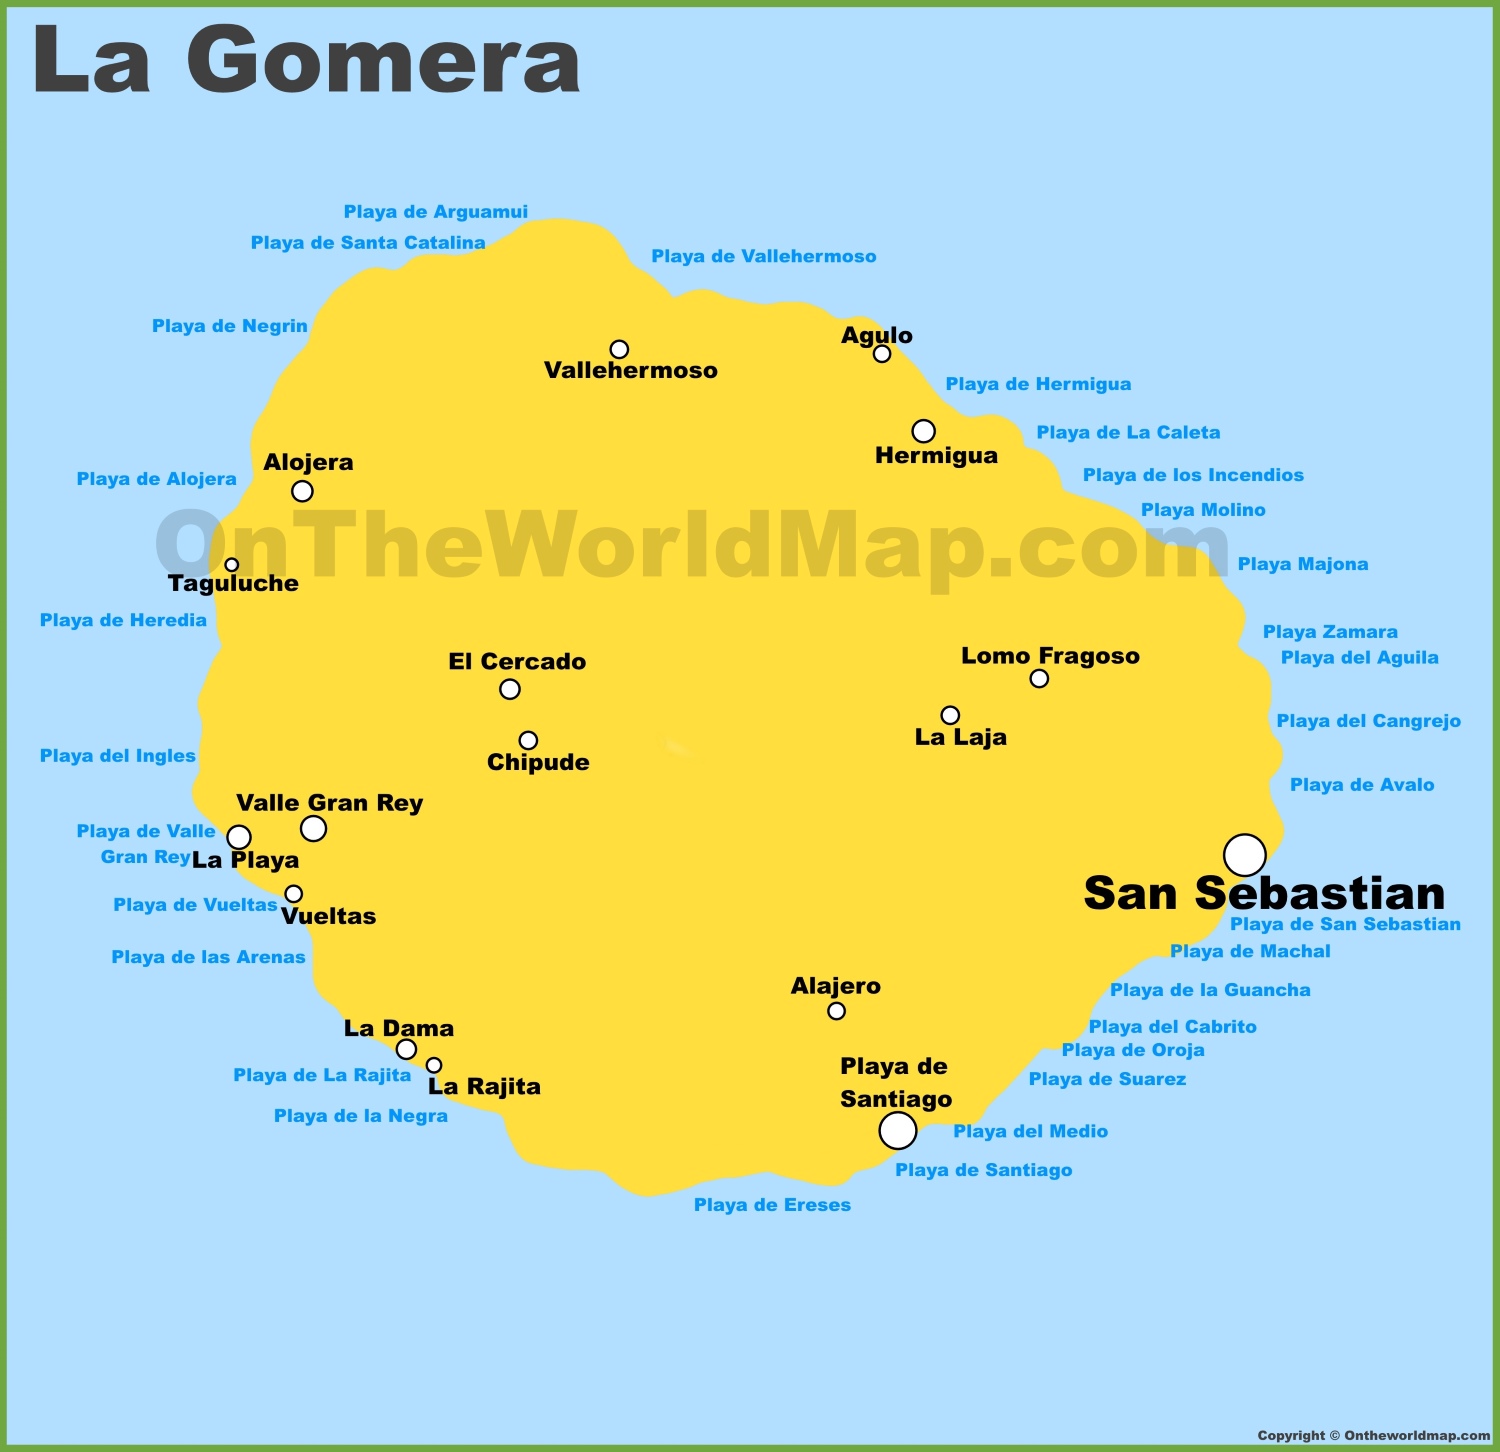 La Gomera
Playa de Arguamui
Playa de Santa Catalina
Playa de Vallehermoso
Playa de Negrin
Agulo
Vallehermoso
Playa de Hermigua
Playa de La Caleta
Hermigua
Alojera
Playa de Alojera
Playa de los Incendios
Playa Molino
OnTheWorldMap.com
Playa Majona
Taguluche
Playa de Heredia
Playa Zamara
Lomo Fragoso
Playa del Aguila
El Cercado
Playa del Cangrejo
La Laja
Playa del Ingles
Chipude
Playa de Avalo
Valle Gran Rey
Playa de Valle
Gran Rey
La Playa
San Sebastian
Playa de Vueltas
Vueltas
Playa de San Sebastian
Playa de Machal
Playa de las Arenas
Alajero
Playa de la Guancha
La Dama
Playa del Cabrito
Playa de Oroja
Playa de
Santiago
Playa de La Rajita
La Rajita
Playa de Suarez
Playa de la Negra
Playa del Medio
Playa de Santiago
Playa de Ereses
Copyright © Ontheworldmap.com